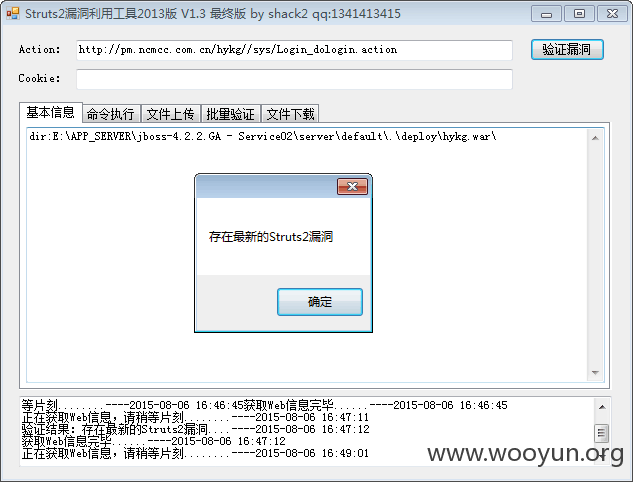 Struts2漏洞利用工具2013版 V1.3 最终版 by shack2 qq:1341413415
Action: http://pm.ncmcc.com.cn/hykg//sys/Login_dologin.action 验证漏洞
Cookie:
基本信息 命令执行 文件上传 批量验证 文件下载
dir:E:\APP_SERVER\jboss-4.2.2.GA - Service02\server\default\.\deploy\hykg.war\
存在最新的Struts2漏洞
确定
等片刻........----2015-08-06 16:46:45获取Web信息完毕......----2015-08-06 16:46:45
正在获取Web信息，请稍等片刻........----2015-08-06 16:47:11
验证结果：存在最新的Struts2漏洞....----2015-08-06 16:47:12
获取Web信息完毕......----2015-08-06 16:47:12
正在获取Web信息，请稍等片刻........----2015-08-06 16:49:01
www.wooyun.org